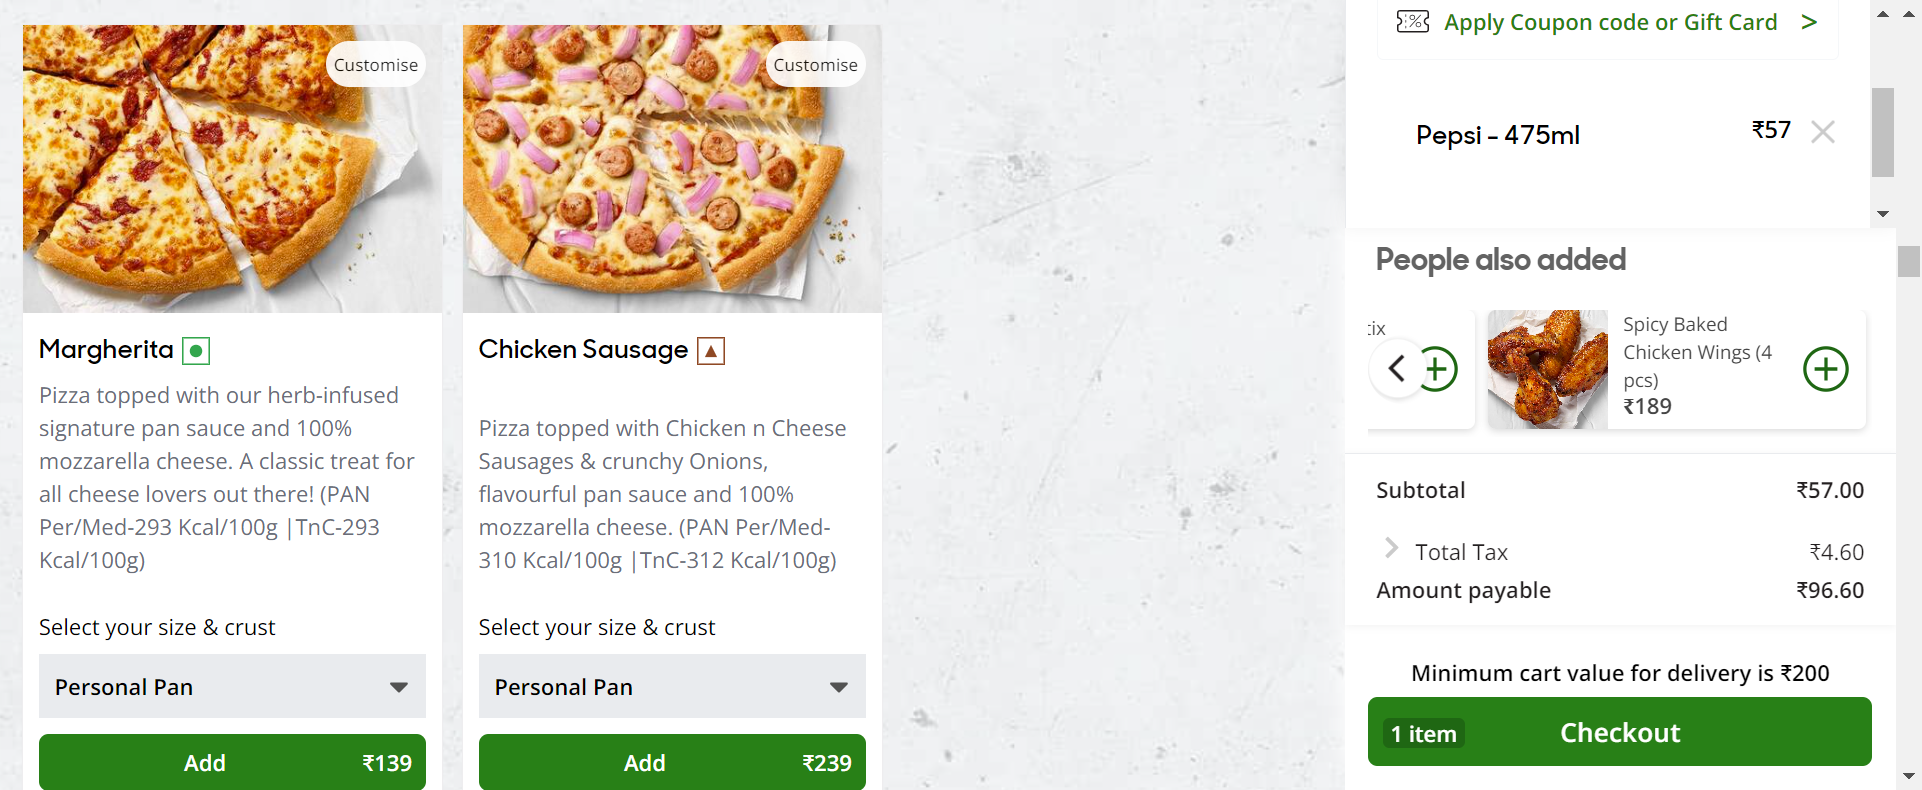 Customise
Margherita
Pizza topped with our herb-infused
signature pan sauce and 100%
mozzarella cheese. A classic treat for
all cheese lovers out there! (PAN
Per/Med-293 Kcal/100g |TnC-293
Kcal/100g)
Select your size & crust
Personal Pan
Add ₹139
Customise
Chicken Sausage
Pizza topped with Chicken n Cheese
Sausages & crunchy Onions,
flavourful pan sauce and 100%
mozzarella cheese. (PAN Per/Med-
310 Kcal/100g |TnC-312 Kcal/100g)
Select your size & crust
Personal Pan
Add ₹239
Apply Coupon code or Gift Card >
Pepsi - 475ml ₹57
People also added
Spicy Baked
Chicken Wings (4
pcs)
₹189
Subtotal ₹57.00
Total Tax ₹4.60
Amount payable ₹96.60
Minimum cart value for delivery is ₹200
1 item Checkout